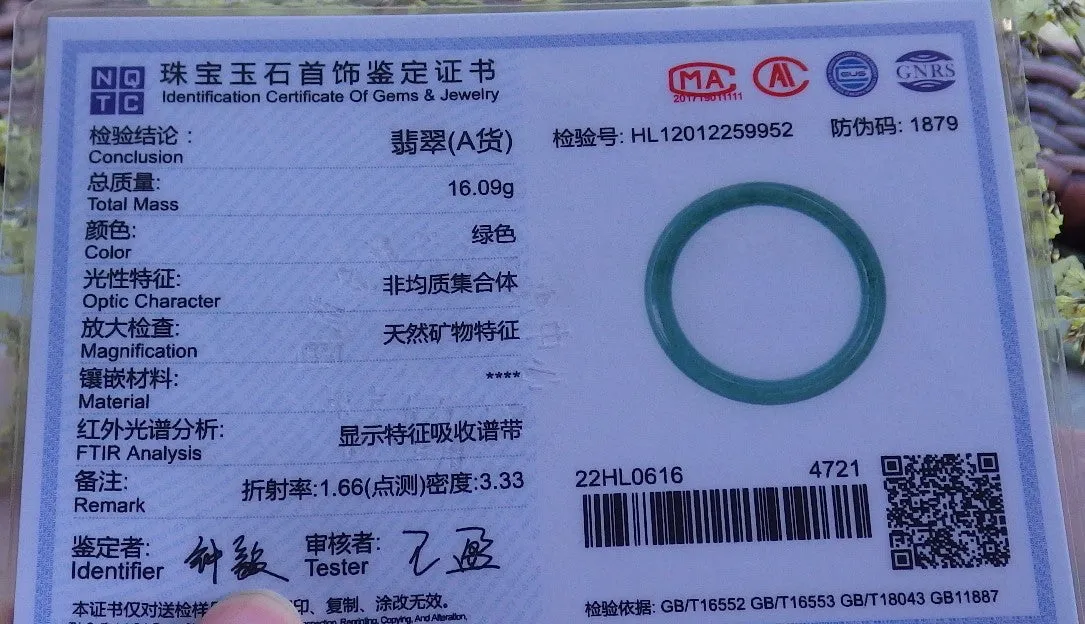 NQTC
珠宝玉石首饰鉴定证书
Identification Certificate Of Gems & Jewelry
MA
201719011111
GNRS
检验结论:
Conclusion
翡翠(A货)
检验号: HL12012259952
防伪码: 1879
总质量:
Total Mass
16.09g
颜色:
Color
绿色
光性特征:
Optic Character
非均质集合体
放大检查:
Magnification
天然矿物特征
镶嵌材料:
Material
****
红外光谱分析:
FTIR Analysis
显示特征吸收谱带
备注:
Remark
折射率:1.66(点测)密度:3.33
鉴定者:
Identifier
审核者:
Tester
22HL0616
4721
本证书仅对送检样
印、复制、涂改无效。
Reprinting, Copying, And Alteration,
检验依据: GB/T16552 GB/T16553 GB/T18043 GB11887